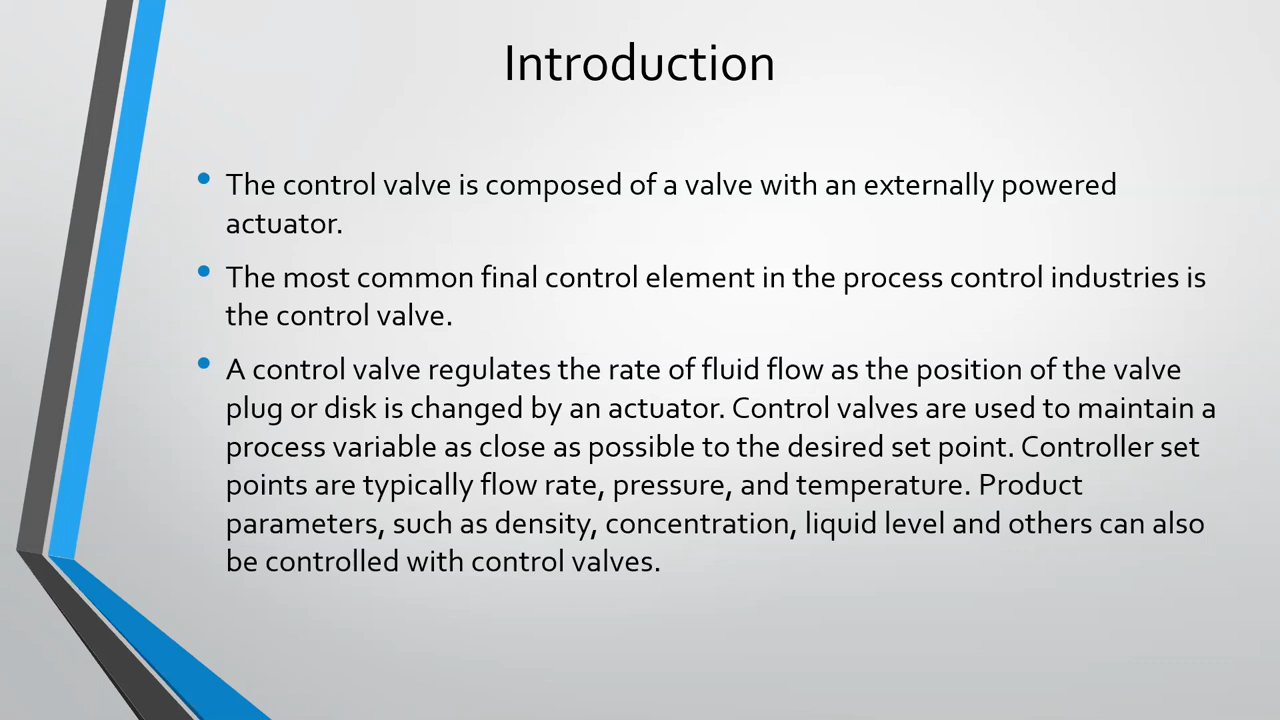 Introduction
• The control valve is composed of a valve with an externally powered
actuator.
• The most common final control element in the process control industries is
the control valve.
• A control valve regulates the rate of fluid flow as the position of the valve
plug or disk is changed by an actuator. Control valves are used to maintain a
process variable as close as possible to the desired set point. Controller set
points are typically flow rate, pressure, and temperature. Product
parameters, such as density, concentration, liquid level and others can also
be controlled with control valves.